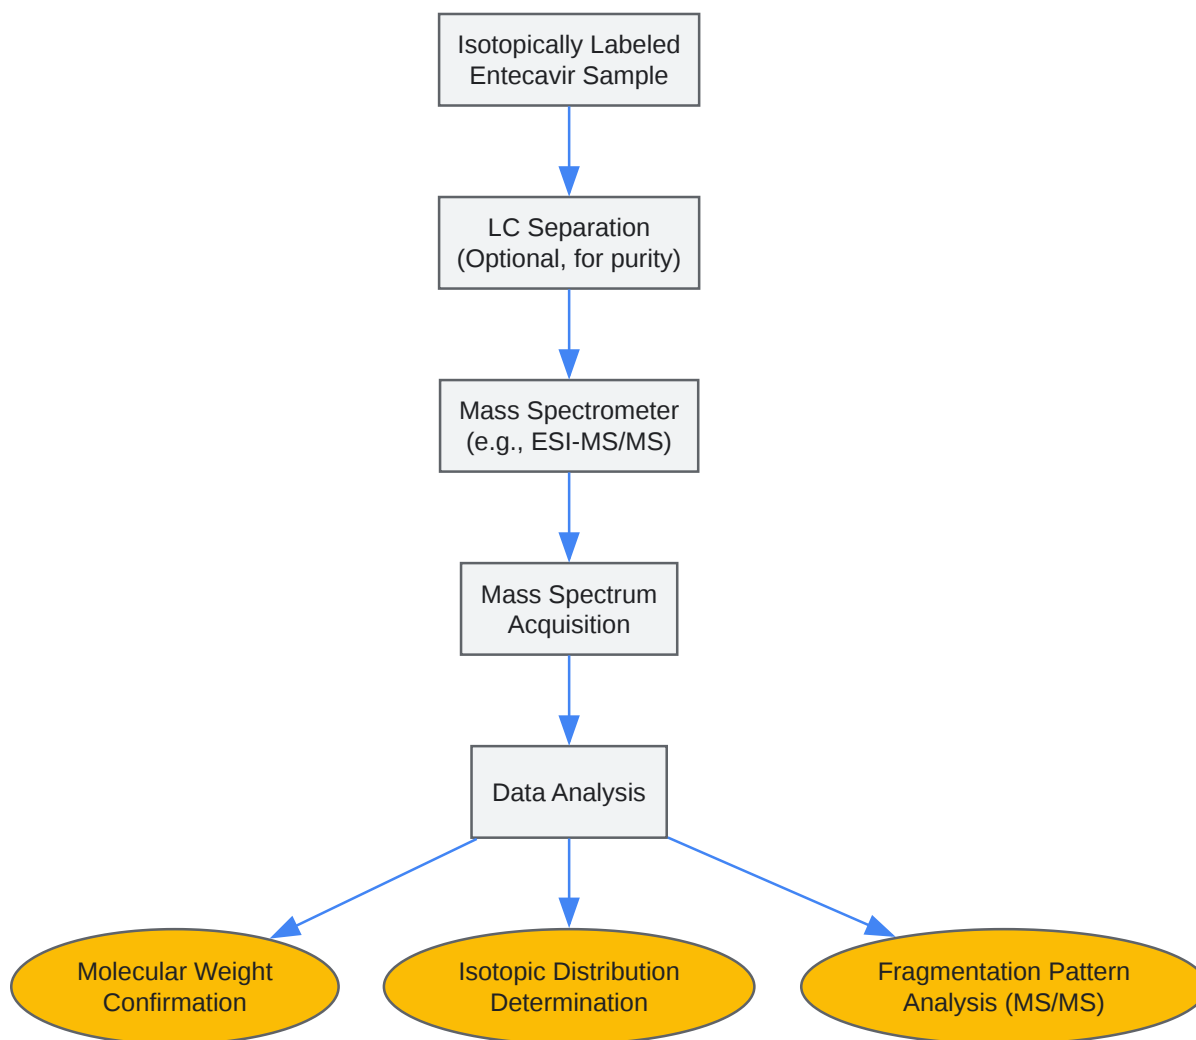 Isotopically Labeled
Entecavir Sample
LC Separation
(Optional, for purity)
Mass Spectrometer
(e.g., ESI-MS/MS)
Mass Spectrum
Acquisition
Data Analysis
Molecular Weight
Confirmation
Isotopic Distribution
Determination
Fragmentation Pattern
Analysis (MS/MS)